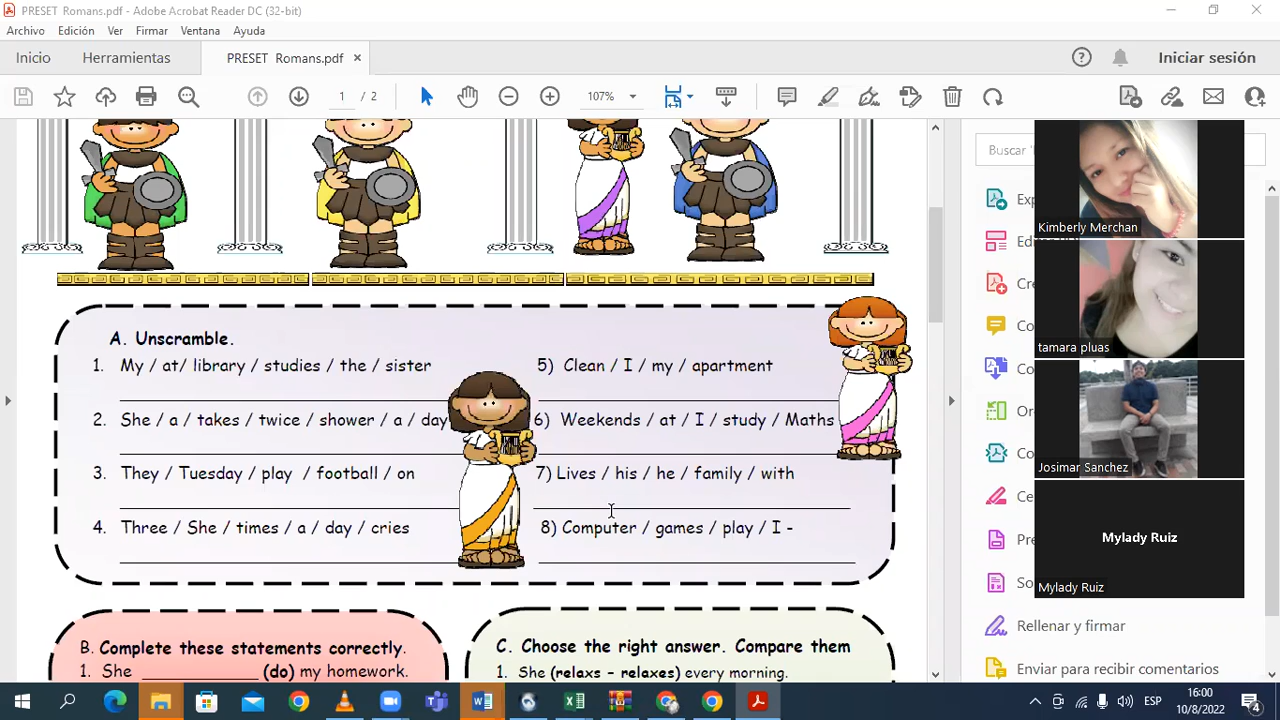 PRESET Romans.pdf - Adobe Acrobat Reader DC (32-bit)
Archivo Edición Ver Firmar Ventana Ayuda
Inicio Herramientas PRESET Romans.pdf × Iniciar sesión
1 / 2 107%
Buscar
A. Unscramble.
1. My / at/ library / studies / the / sister
5) Clean / I / my / apartment
2. She / a / takes / twice / shower / a / day
6) Weekends / at / I / study / Maths
3. They / Tuesday / play / football / on
7) Lives / his / he / family / with
4. Three / She / times / a / day / cries
8) Computer / games / play / I -
B. Complete these statements correctly.
1. She (do) my homework.
C. Choose the right answer. Compare them
1. She (relaxs – relaxes) every morning.
Kimberly Merchan
tamara pluas
Josimar Sanchez
Mylady Ruiz
Mylady Ruiz
Rellenar y firmar
Enviar para recibir comentarios
ESP
16:00
10/8/2022
4